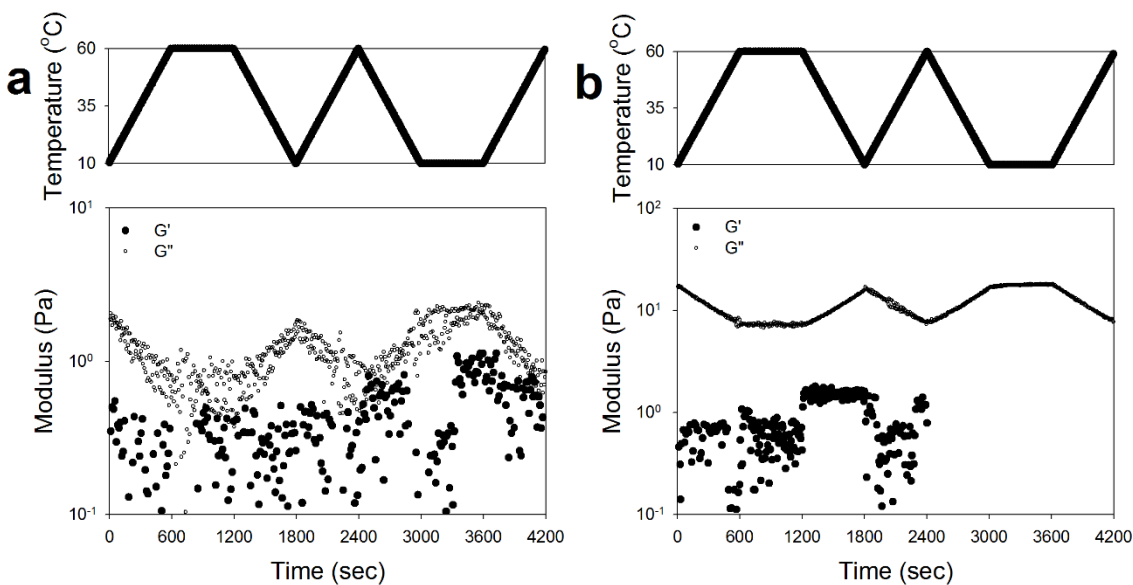 a
Temperature (°C)
60
35
10
Modulus (Pa)
10¹
10⁰
10⁻¹
G'
G"
0 600 1200 1800 2400 3000 3600 4200
Time (sec)
b
Temperature (°C)
60
35
10
Modulus (Pa)
10²
10¹
10⁰
10⁻¹
G'
G"
0 600 1200 1800 2400 3000 3600 4200
Time (sec)